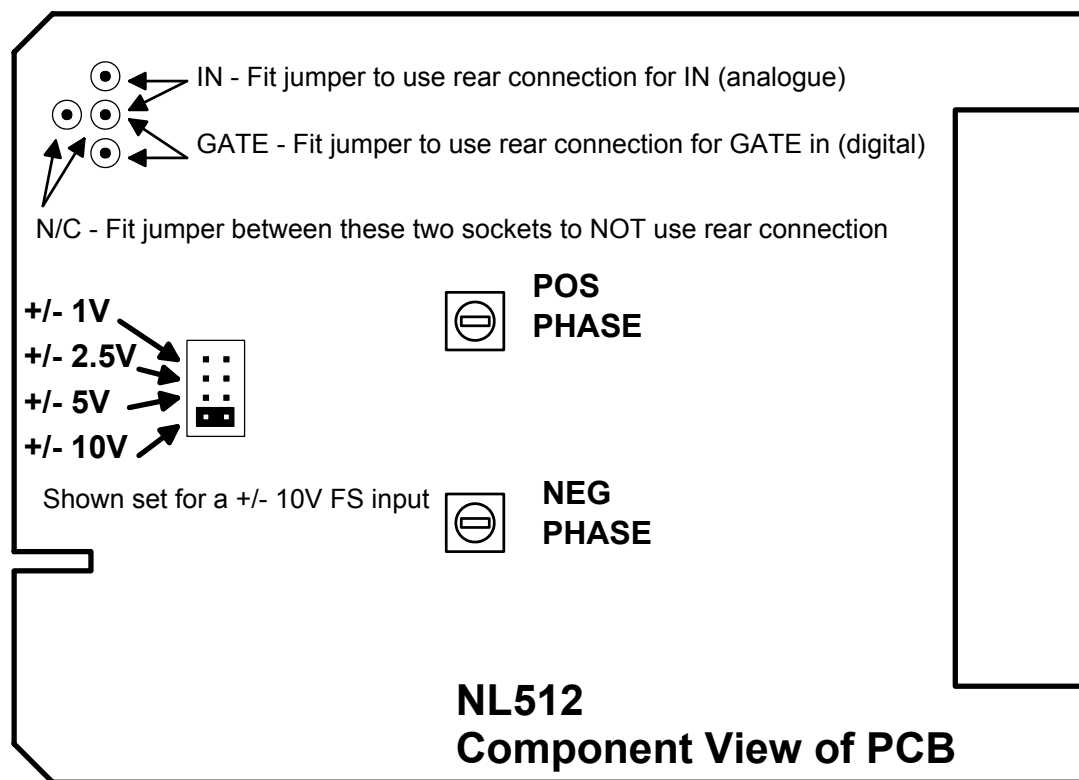 IN - Fit jumper to use rear connection for IN (analogue)
GATE - Fit jumper to use rear connection for GATE in (digital)
N/C - Fit jumper between these two sockets to NOT use rear connection
POS
PHASE
+/- 1V
+/- 2.5V
+/- 5V
+/- 10V
Shown set for a +/- 10V FS input
NEG
PHASE
NL512
Component View of PCB